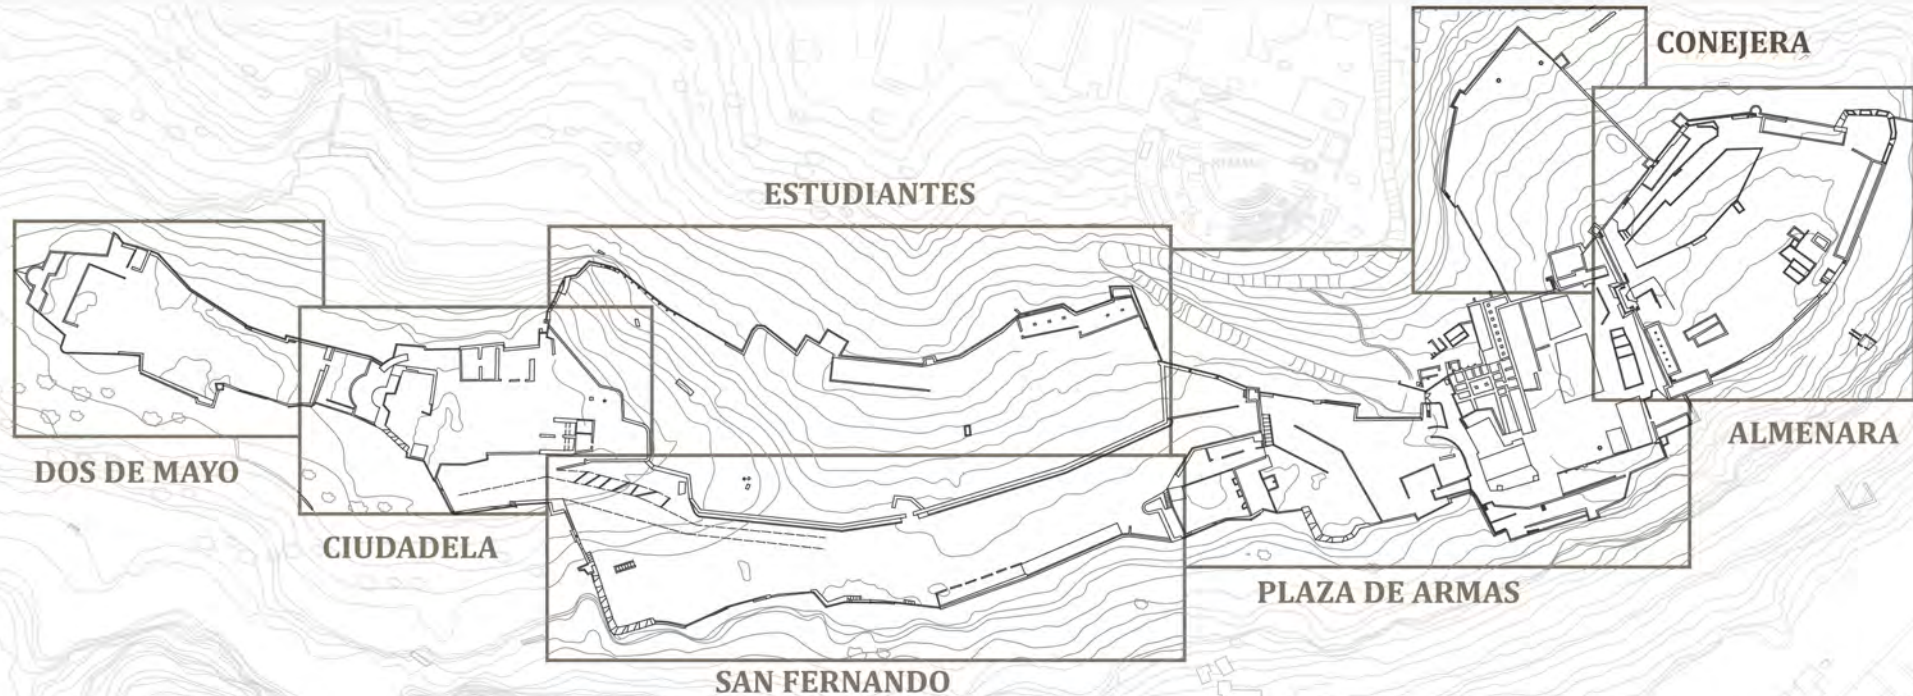 CONEJERA
ESTUDIANTES
ALMENARA
DOS DE MAYO
CIUDADELA
PLAZA DE ARMAS
SAN FERNANDO